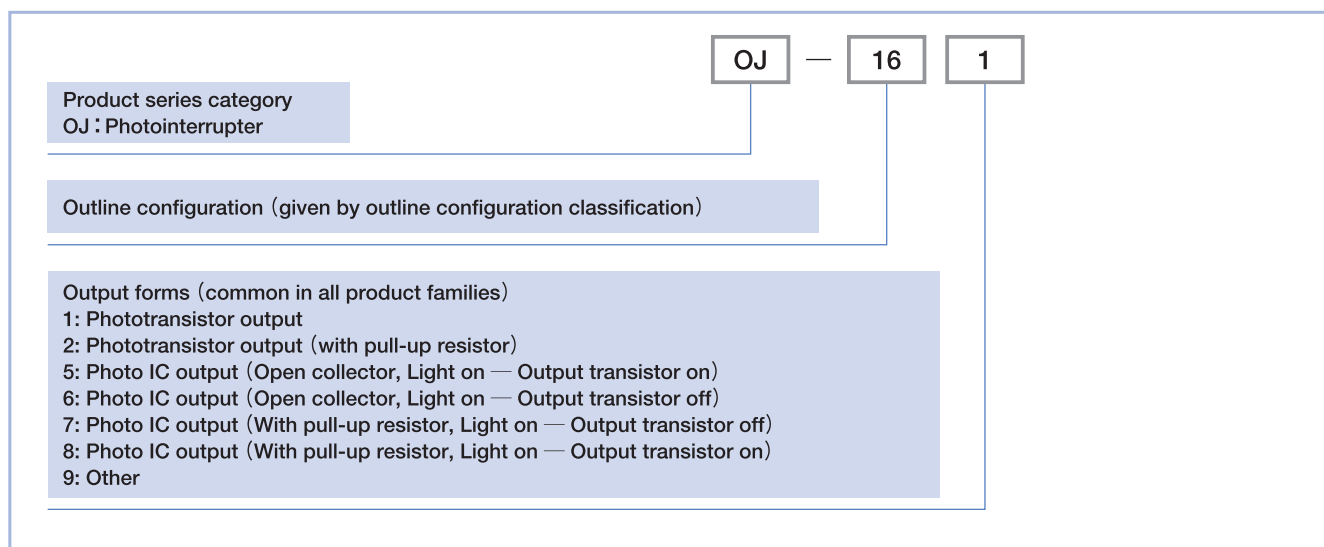 OJ — 16 1
Product series category
OJ：Photointerrupter
Outline configuration（given by outline configuration classification）
Output forms（common in all product families）
1: Phototransistor output
2: Phototransistor output（with pull-up resistor）
5: Photo IC output（Open collector, Light on — Output transistor on）
6: Photo IC output（Open collector, Light on — Output transistor off）
7: Photo IC output（With pull-up resistor, Light on — Output transistor off）
8: Photo IC output（With pull-up resistor, Light on — Output transistor on）
9: Other